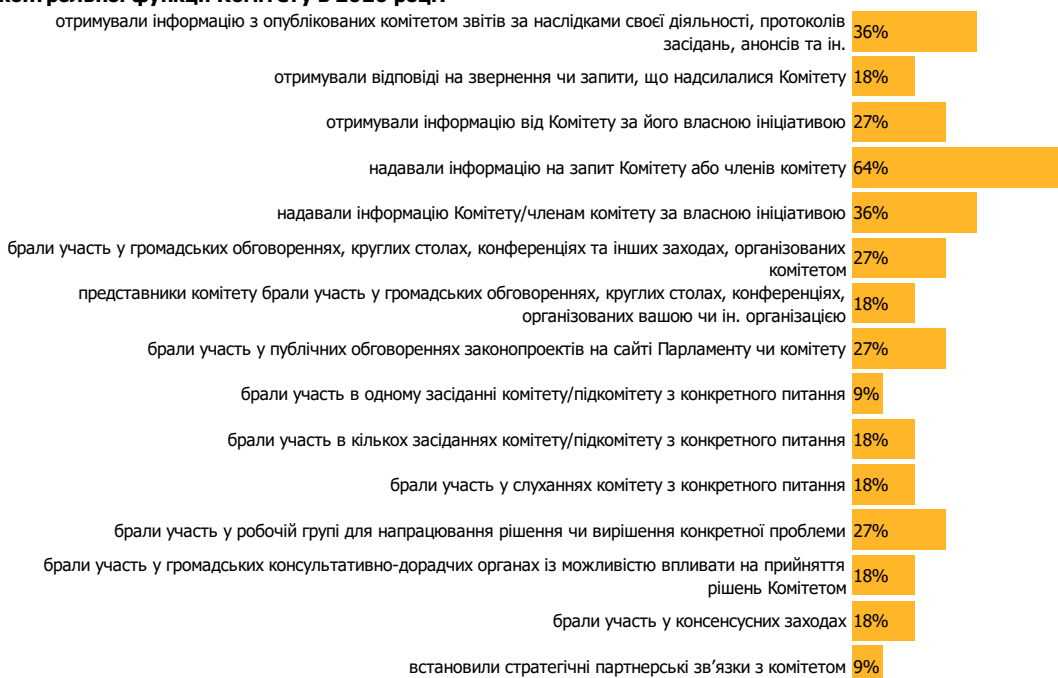 отримували інформацію з опублікованих комітетом звітів за наслідками своєї діяльності, протоколів
засідань, анонсів та ін.
36%
отримували відповіді на звернення чи запити, що надсилалися Комітету 18%
отримували інформацію від Комітету за його власною ініціативою 27%
надавали інформацію на запит Комітету або членів комітету 64%
надавали інформацію Комітету/членам комітету за власною ініціативою 36%
брали участь у громадських обговореннях, круглих столах, конференціях та інших заходах, організованих
комітетом
27%
представники комітету брали участь у громадських обговореннях, круглих столах, конференціях,
організованих вашою чи ін. організацією
18%
брали участь у публічних обговореннях законопроектів на сайті Парламенту чи комітету 27%
брали участь в одному засіданні комітету/підкомітету з конкретного питання 9%
брали участь в кількох засіданнях комітету/підкомітету з конкретного питання 18%
брали участь у слуханнях комітету з конкретного питання 18%
брали участь у робочій групі для напрацювання рішення чи вирішення конкретної проблеми 27%
брали участь у громадських консультативно-дорадчих органах із можливістю впливати на прийняття
рішень Комітетом
18%
брали участь у консенсусних заходах 18%
встановили стратегічні партнерські зв’язки з комітетом 9%